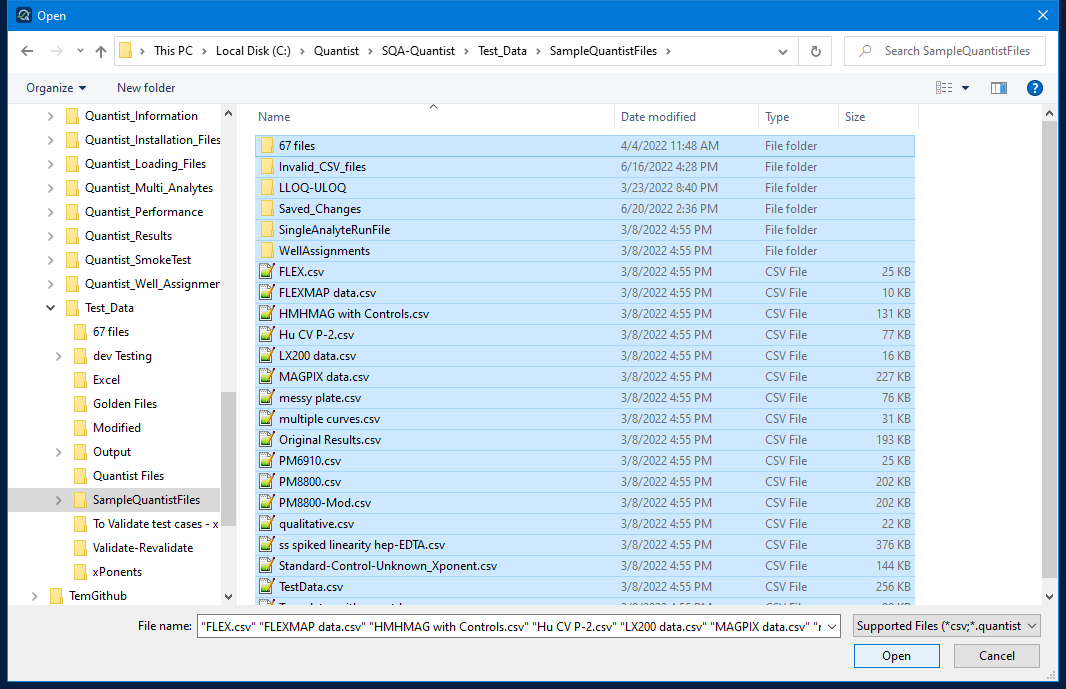 Open
This PC > Local Disk (C:) > Quantist > SQA-Quantist > Test_Data > SampleQuantistFiles >
Search SampleQuantistFiles
Organize
New folder
Quantist_Information
Quantist_Installation_Files
Quantist_Loading_Files
Quantist_Multi_Analytes
Quantist_Performance
Quantist_Results
Quantist_SmokeTest
Quantist_Well_Assignmen
Test_Data
67 files
dev Testing
Excel
Golden Files
Modified
Output
Quantist Files
SampleQuantistFiles
To Validate test cases - x
Validate-Revalidate
xPonents
TemGithub
Name Date modified Type Size
67 files 4/4/2022 11:48 AM File folder
Invalid_CSV_files 6/16/2022 4:28 PM File folder
LLOQ-ULOQ 3/23/2022 8:40 PM File folder
Saved_Changes 6/20/2022 2:36 PM File folder
SingleAnalyteRunFile 3/8/2022 4:55 PM File folder
WellAssignments 3/8/2022 4:55 PM File folder
FLEX.csv 3/8/2022 4:55 PM CSV File 25 KB
FLEXMAP data.csv 3/8/2022 4:55 PM CSV File 10 KB
HMHMAG with Controls.csv 3/8/2022 4:55 PM CSV File 131 KB
Hu CV P-2.csv 3/8/2022 4:55 PM CSV File 77 KB
LX200 data.csv 3/8/2022 4:55 PM CSV File 16 KB
MAGPIX data.csv 3/8/2022 4:55 PM CSV File 227 KB
messy plate.csv 3/8/2022 4:55 PM CSV File 76 KB
multiple curves.csv 3/8/2022 4:55 PM CSV File 31 KB
Original Results.csv 3/8/2022 4:55 PM CSV File 193 KB
PM6910.csv 3/8/2022 4:55 PM CSV File 25 KB
PM8800.csv 3/8/2022 4:55 PM CSV File 202 KB
PM8800-Mod.csv 3/8/2022 4:55 PM CSV File 202 KB
qualitative.csv 3/8/2022 4:55 PM CSV File 22 KB
ss spiked linearity hep-EDTA.csv 3/8/2022 4:55 PM CSV File 376 KB
Standard-Control-Unknown_Xponent.csv 3/8/2022 4:55 PM CSV File 144 KB
TestData.csv 3/8/2022 4:55 PM CSV File 256 KB
File name: "FLEX.csv" "FLEXMAP data.csv" "HMHMAG with Controls.csv" "Hu CV P-2.csv" "LX200 data.csv" "MAGPIX data.csv" "r
Supported Files (*csv;*.quantist
Open
Cancel